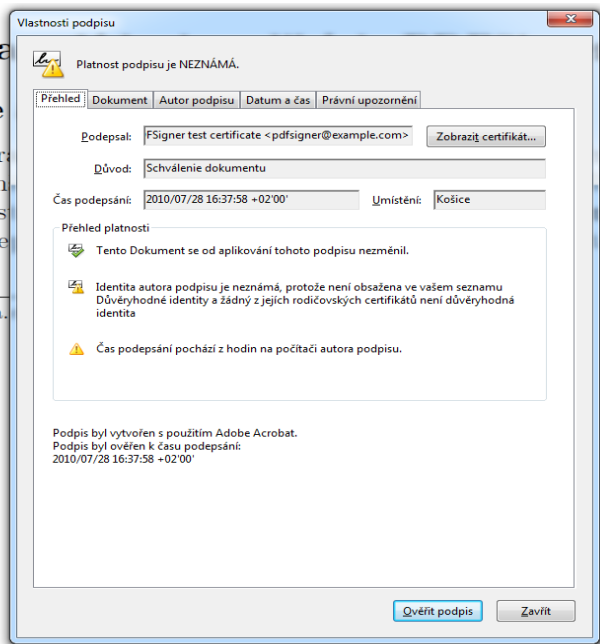 Vlastnosti podpisu
Platnost podpisu je NEZNÁMÁ.
Přehled Dokument Autor podpisu Datum a čas Právní upozornění
Podepsal: FSigner test certificate <pdfsigner@example.com> Zobrazit certifikát...
Důvod: Schválenie dokumentu
Čas podepsání: 2010/07/28 16:37:58 +02'00' Umístění: Košice
Přehled platnosti
Tento Dokument se od aplikování tohoto podpisu nezměnil.
Identita autora podpisu je neznámá, protože není obsažena ve vašem seznamu
Důvěryhodné identity a žádný z jejích rodičovských certifikátů není důvěryhodná
identita
Čas podepsání pochází z hodin na počítači autora podpisu.
Podpis byl vytvořen s použitím Adobe Acrobat.
Podpis byl ověřen k času podepsání:
2010/07/28 16:37:58 +02'00'
Ověřit podpis Zavřít